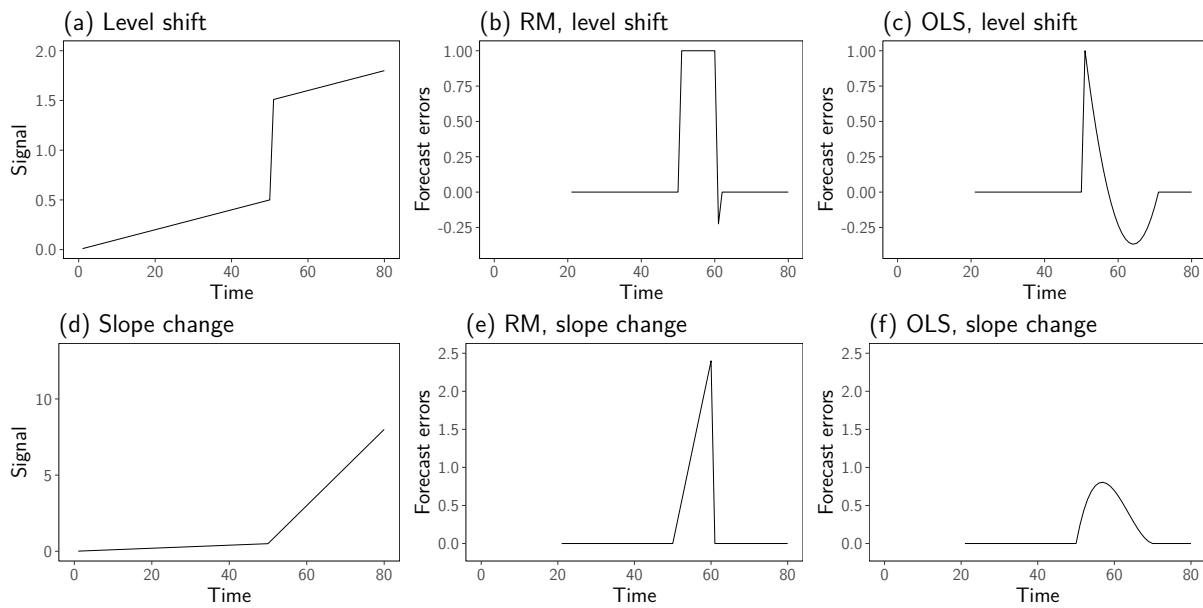 (a) Level shift
2.0
1.5
1.0
0.5
0.0
Signal
0 20 40 60 80
Time
(b) RM, level shift
1.00
0.75
0.50
0.25
0.00
-0.25
Forecast errors
0 20 40 60 80
Time
(c) OLS, level shift
1.00
0.75
0.50
0.25
0.00
-0.25
Forecast errors
0 20 40 60 80
Time
(d) Slope change
10
5
0
Signal
0 20 40 60 80
Time
(e) RM, slope change
2.5
2.0
1.5
1.0
0.5
0.0
Forecast errors
0 20 40 60 80
Time
(f) OLS, slope change
2.5
2.0
1.5
1.0
0.5
0.0
Forecast errors
0 20 40 60 80
Time